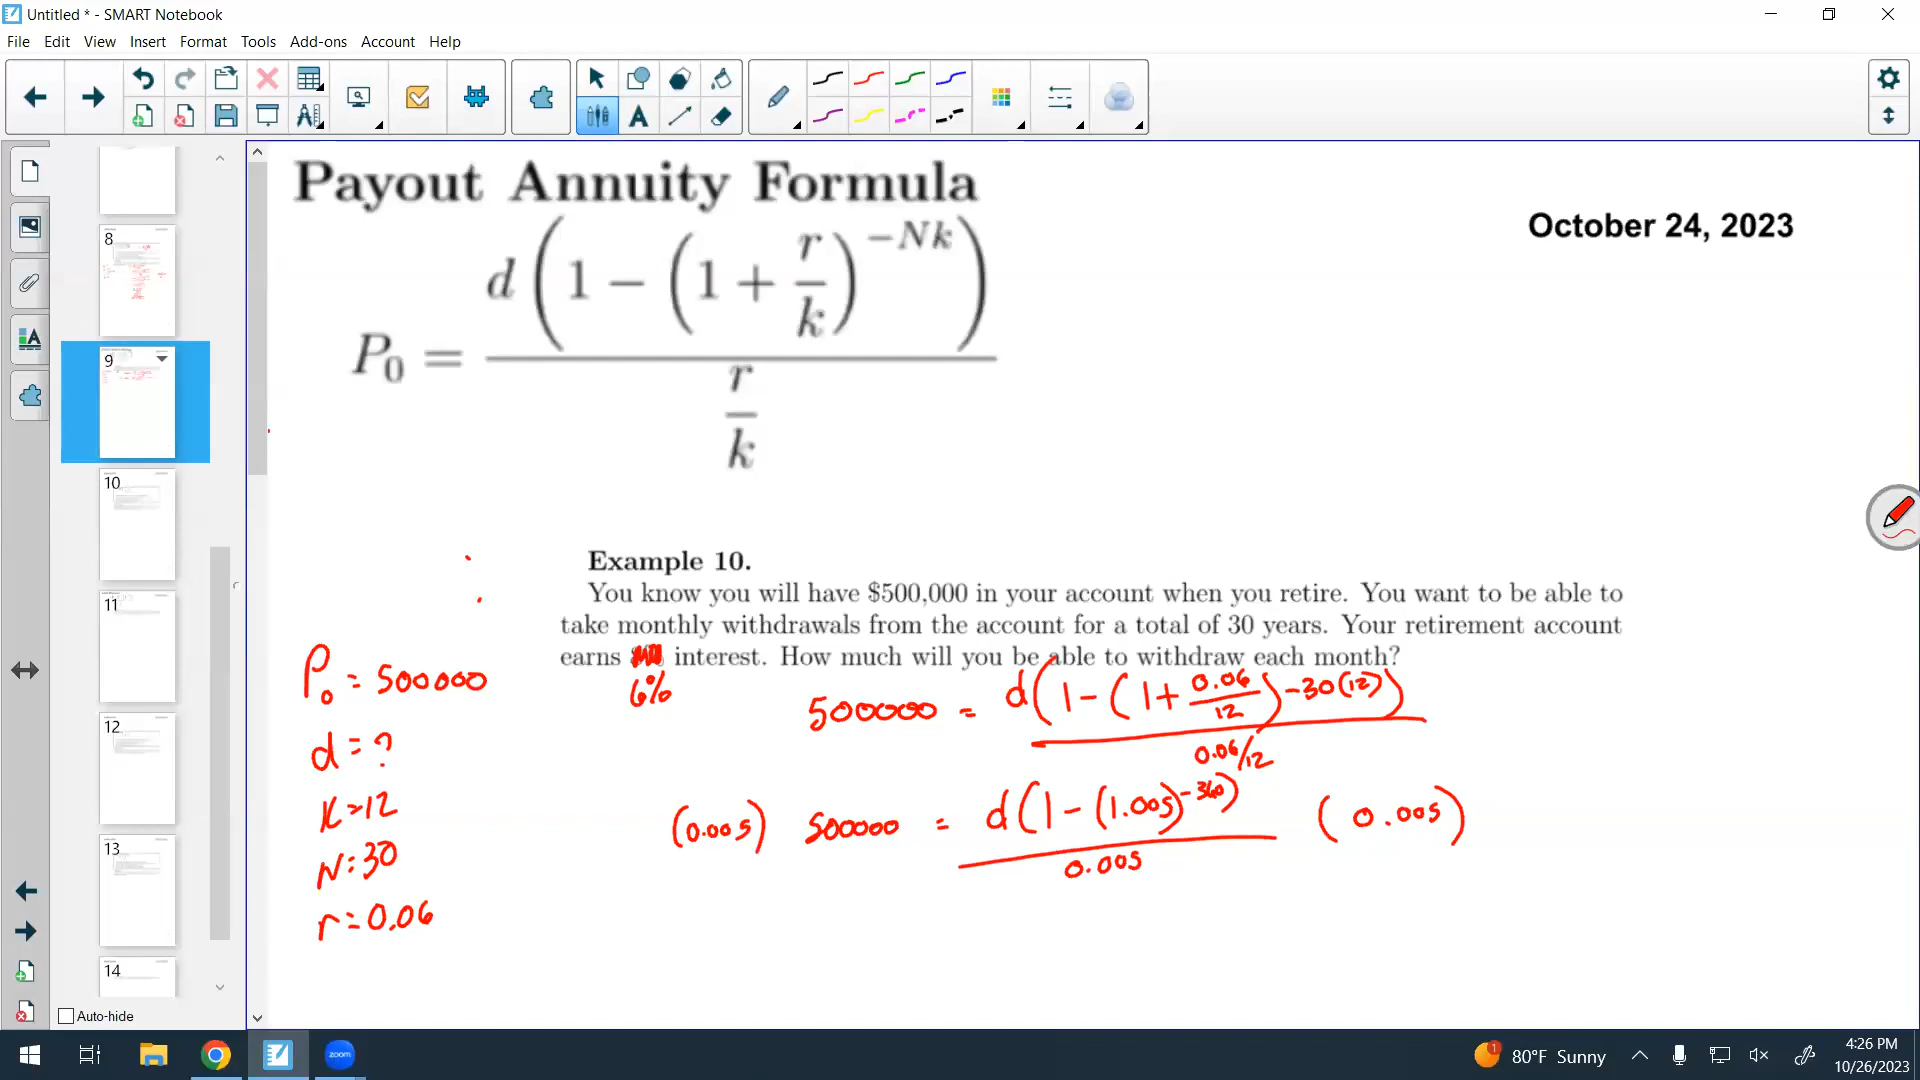 Untitled * - SMART Notebook
File Edit View Insert Format Tools Add-ons Account Help
Payout Annuity Formula
October 24, 2023
P₀ = d(1 − (1 + r/k)^−Nk) / (r/k)
8
9
10
11
12
13
14
Example 10.
You know you will have $500,000 in your account when you retire. You want to be able to
take monthly withdrawals from the account for a total of 30 years. Your retirement account
earns interest. How much will you be able to withdraw each month?
6%
P₀ = 500000
d = ?
K=12
N=30
r=0.06
500000 = d(1-(1+0.06/12)^-30(12)) / 0.06/12
(0.005) 500000 = d(1-(1.005)^-360) / 0.005 (0.005)
Auto-hide
zoom
1
80°F Sunny
4:26 PM
10/26/2023